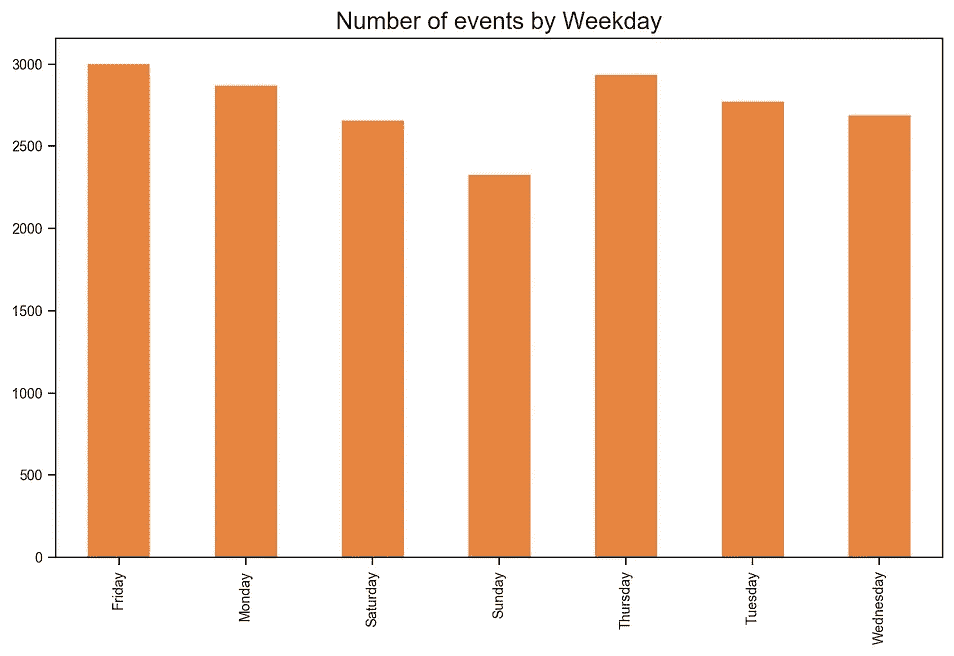 Number of events by Weekday
3000
2500
2000
1500
1000
500
0
Friday
Monday
Saturday
Sunday
Thursday
Tuesday
Wednesday